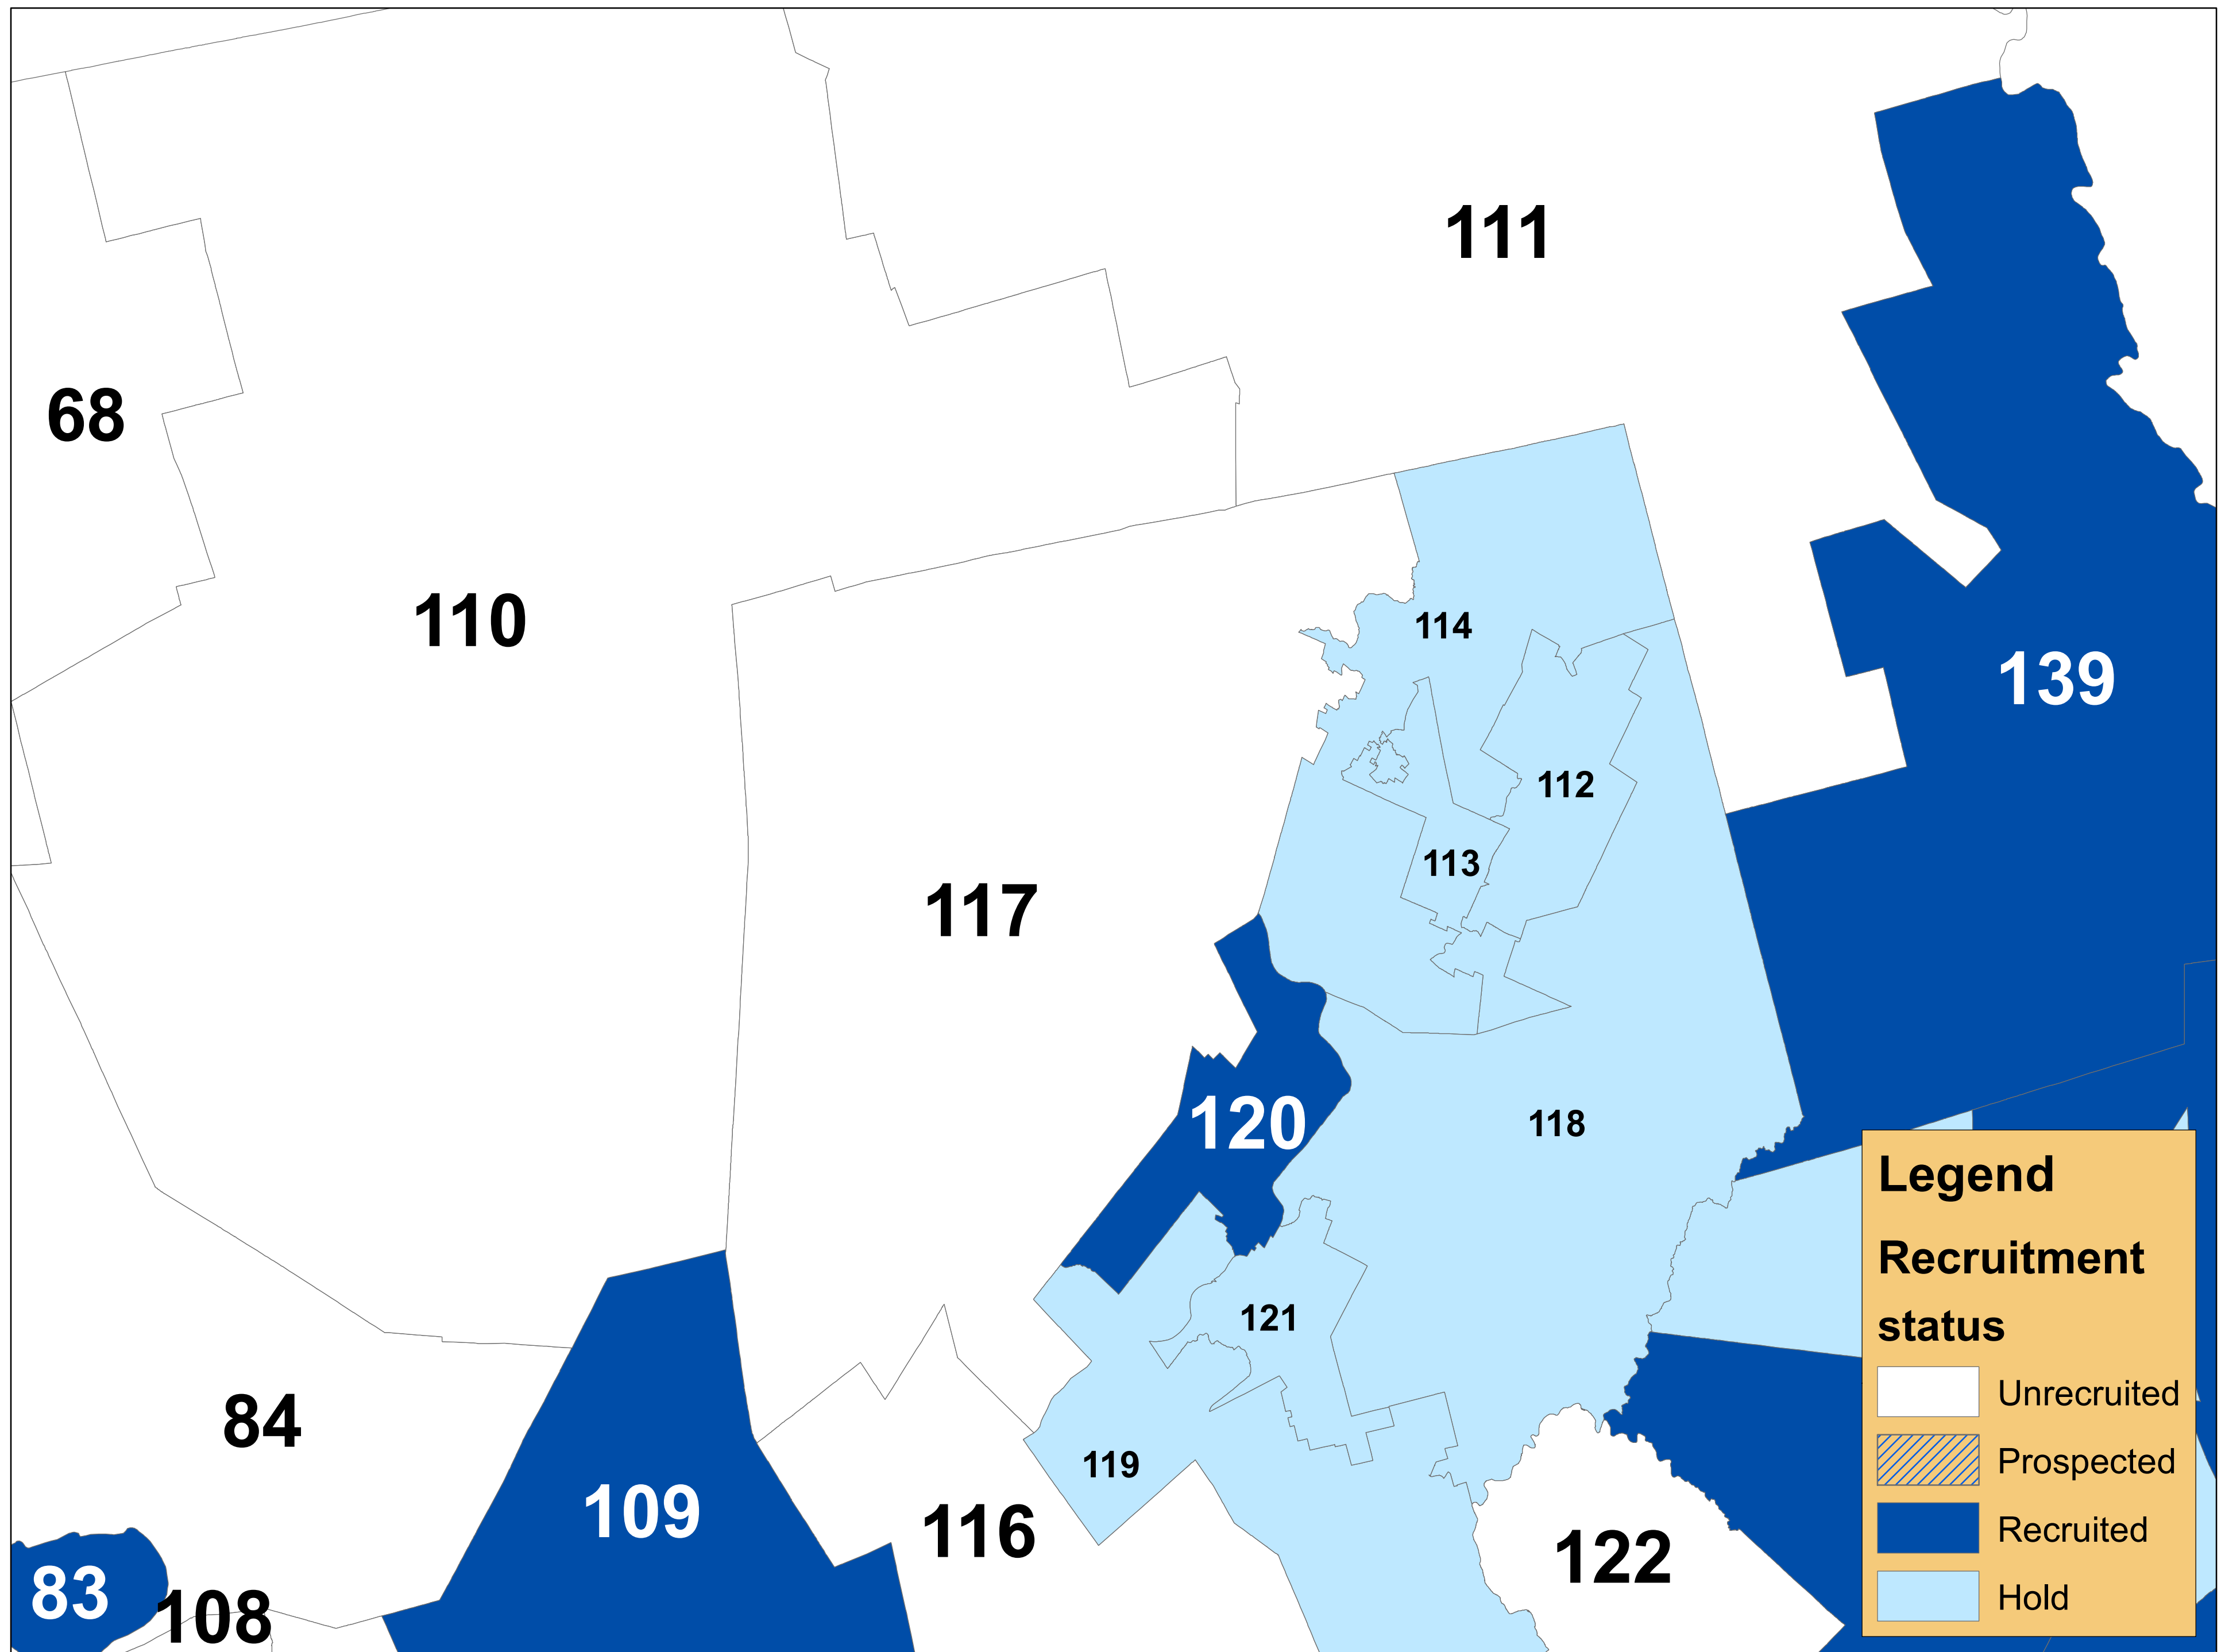 111
68
110
114
139
112
113
117
120
118
121
84
119
109
116
122
83
108
Legend
Recruitment
status
Unrecruited
Prospected
Recruited
Hold